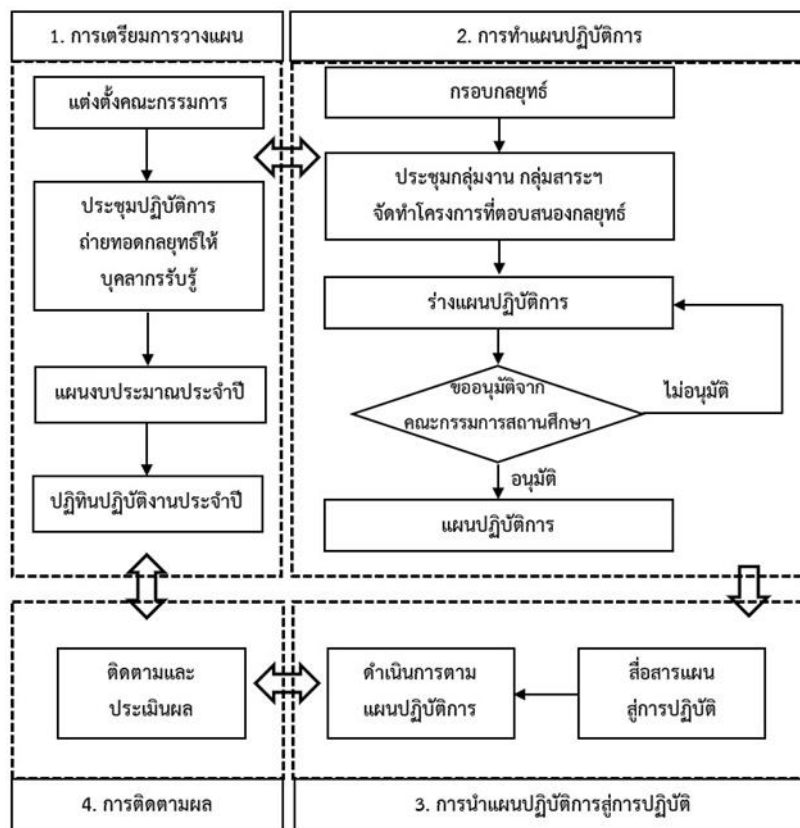 1. การเตรียมการวางแผน
แต่งตั้งคณะกรรมการ
ประชุมปฏิบัติการ
ถ่ายทอดกลยุทธ์ให้
บุคลากรรับรู้
แผนงบประมาณประจำปี
ปฏิทินปฏิบัติงานประจำปี
2. การทำแผนปฏิบัติการ
กรอบกลยุทธ์
ประชุมกลุ่มงาน กลุ่มสาระฯ
จัดทำโครงการที่ตอบสนองกลยุทธ์
ร่างแผนปฏิบัติการ
ขออนุมัติจาก
คณะกรรมการสถานศึกษา
ไม่อนุมัติ
อนุมัติ
แผนปฏิบัติการ
สื่อสารแผน
สู่การปฏิบัติ
ดำเนินการตาม
แผนปฏิบัติการ
3. การนำแผนปฏิบัติการสู่การปฏิบัติ
ติดตามและ
ประเมินผล
4. การติดตามผล